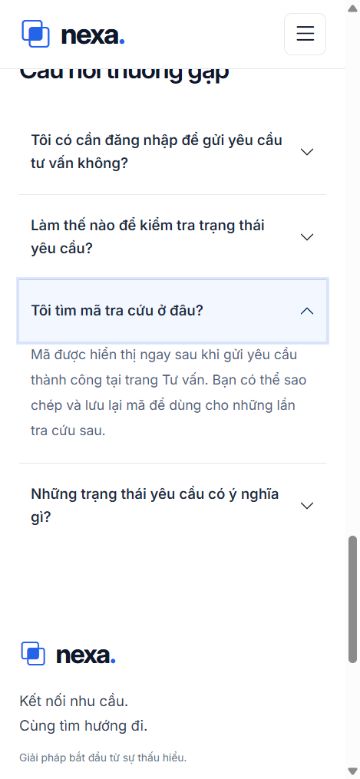 nexa.
Câu hỏi thường gặp
Tôi có cần đăng nhập để gửi yêu cầu
tư vấn không?
Làm thế nào để kiểm tra trạng thái
yêu cầu?
Tôi tìm mã tra cứu ở đâu?
Mã được hiển thị ngay sau khi gửi yêu cầu
thành công tại trang Tư vấn. Bạn có thể sao
chép và lưu lại mã để dùng cho những lần
tra cứu sau.
Những trạng thái yêu cầu có ý nghĩa
gì?
nexa.
Kết nối nhu cầu.
Cùng tìm hướng đi.
Giải pháp bắt đầu từ sự thấu hiểu.